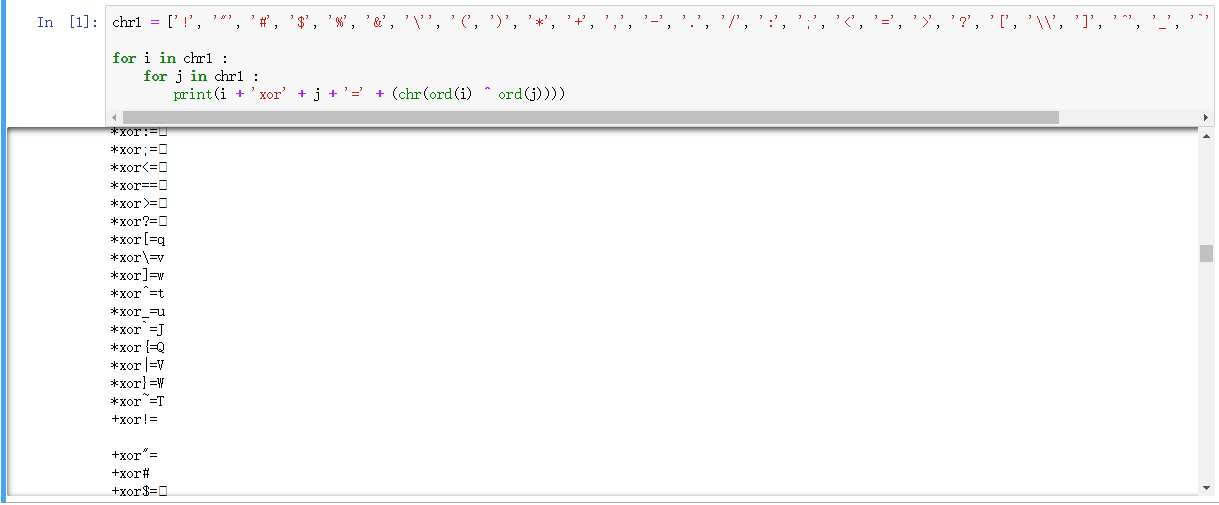 In [1]: chr1 = ['!', '"', '#', '$', '%', '&', '\'', '(', ')', '*', '+', ',', '-', '.', '/', ':', ';', '<', '=', '>', '?', '[', '\\', ']', '^', '_', '`'
for i in chr1 :
for j in chr1 :
print(i + 'xor' + j + '=' + (chr(ord(i) ^ ord(j))))
*xor:=□
*xor;=□
*xor<=□
*xor==□
*xor>=□
*xor?=□
*xor[=q
*xor\=v
*xor]=w
*xor^=t
*xor_=u
*xor`=J
*xor{=Q
*xor|=V
*xor}=W
*xor~=T
+xor!=
+xor"=
+xor#
+xor$=□